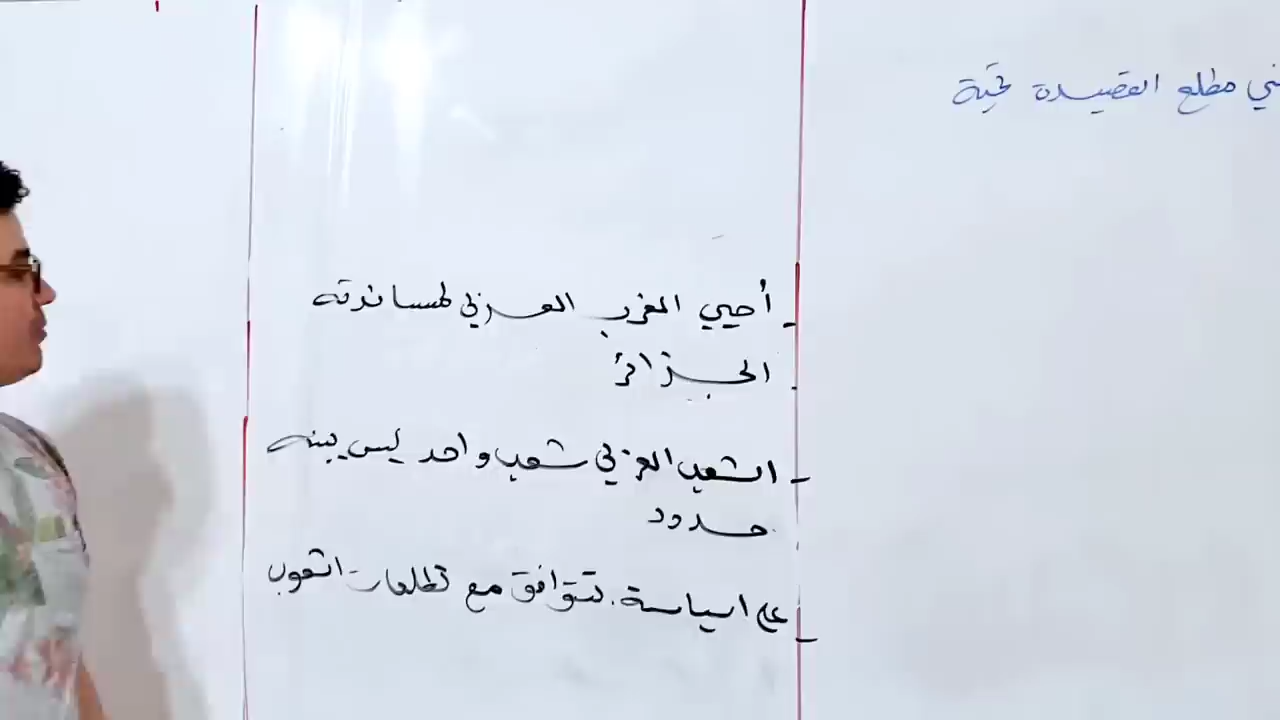 مطلع القصيدة تحية
- أحيي المغرب العربي لمساندته
الجزائر
- الشعب العربي شعب واحد ليس بينه
حدود
- على السياسة تتوافق مع تطلعات الشعوب